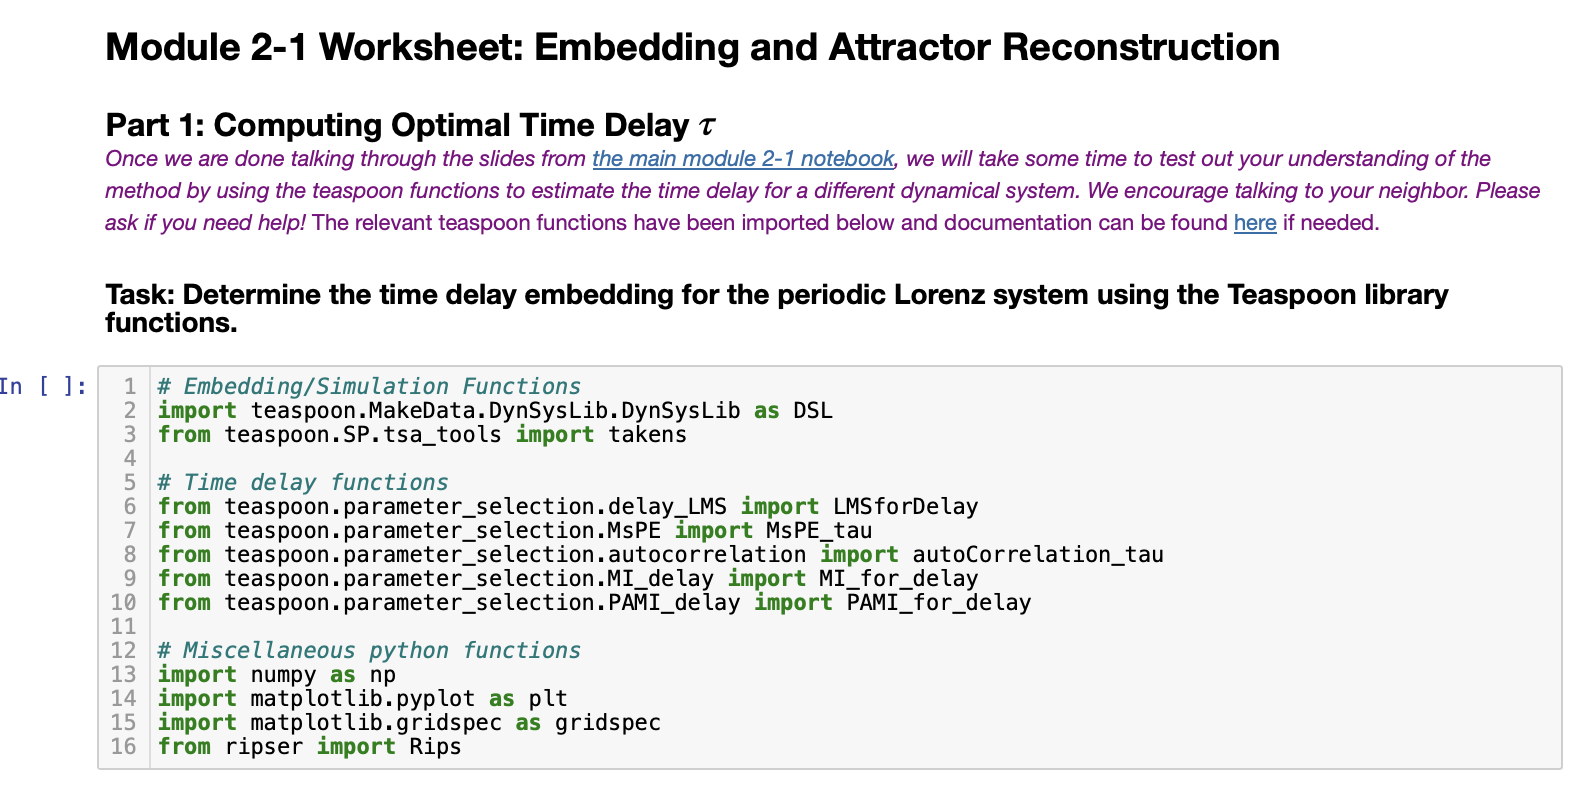 Module 2-1 Worksheet: Embedding and Attractor Reconstruction
Part 1: Computing Optimal Time Delay τ
Once we are done talking through the slides from the main module 2-1 notebook, we will take some time to test out your understanding of the
method by using the teaspoon functions to estimate the time delay for a different dynamical system. We encourage talking to your neighbor. Please
ask if you need help! The relevant teaspoon functions have been imported below and documentation can be found here if needed.
Task: Determine the time delay embedding for the periodic Lorenz system using the Teaspoon library
functions.
In [ ]:
1 # Embedding/Simulation Functions
2 import teaspoon.MakeData.DynSysLib.DynSysLib as DSL
3 from teaspoon.SP.tsa_tools import takens
4
5 # Time delay functions
6 from teaspoon.parameter_selection.delay_LMS import LMSforDelay
7 from teaspoon.parameter_selection.MsPE import MsPE_tau
8 from teaspoon.parameter_selection.autocorrelation import autoCorrelation_tau
9 from teaspoon.parameter_selection.MI_delay import MI_for_delay
10 from teaspoon.parameter_selection.PAMI_delay import PAMI_for_delay
11
12 # Miscellaneous python functions
13 import numpy as np
14 import matplotlib.pyplot as plt
15 import matplotlib.gridspec as gridspec
16 from ripser import Rips